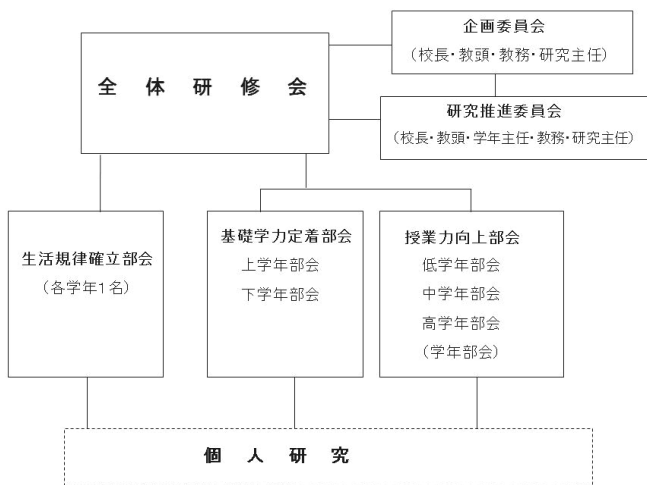 企画委員会
(校長・教頭・教務・研究主任)
全体研修会
研究推進委員会
(校長・教頭・学年主任・教務・研究主任)
生活規律確立部会
(各学年1名)
基礎学力定着部会
上学年部会
下学年部会
授業力向上部会
低学年部会
中学年部会
高学年部会
(学年部会)
個人研究